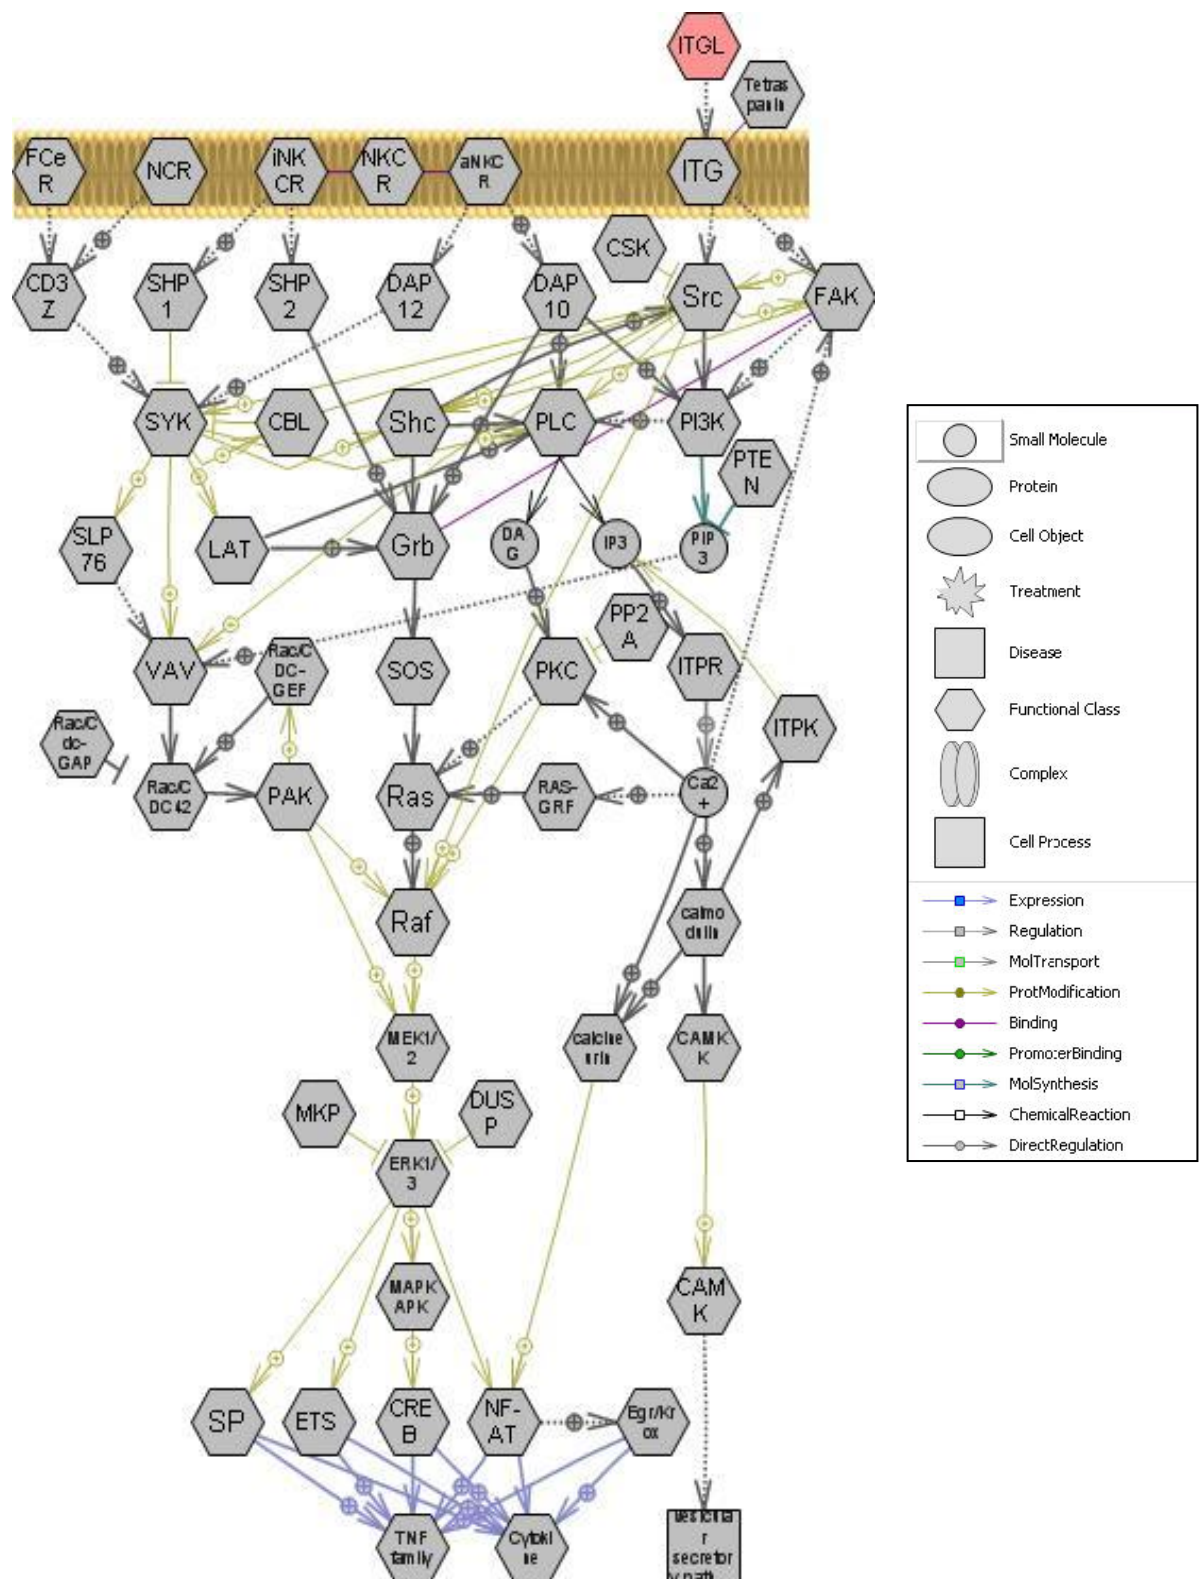 ITGL
Tetras
panin
FCe
R
NCR
iNK
CR
NKC
R
aNKC
R
ITG
CSK
CD3
Z
SHP
1
SHP
2
DAP
12
DAP
10
Src
FAK
SYK
CBL
Shc
PLC
PI3K
PTE
N
SLP
76
LAT
Grb
DA
G
IP3
PIP
3
PP2
A
VAV
Rac/C
DC-
GEF
SOS
PKC
ITPR
Rac/C
dc-
GAP
ITPK
Rac/C
DC42
PAK
Ras
RAS-
GRF
Ca2
+
Raf
calmo
dulin
MEK1/
2
calcine
urin
CAMK
K
MKP
DUS
P
ERK1/
3
MAPK
APK
CAM
K
SP
ETS
CRE
B
NF-
AT
Egr/Kr
ox
TNF
family
Cytoki
ne
vesicula
r
secretor
y path
Small Molecule
Protein
Cell Object
Treatment
Disease
Functional Class
Complex
Cell Process
Expression
Regulation
MolTransport
ProtModification
Binding
PromoterBinding
MolSynthesis
ChemicalReaction
DirectRegulation